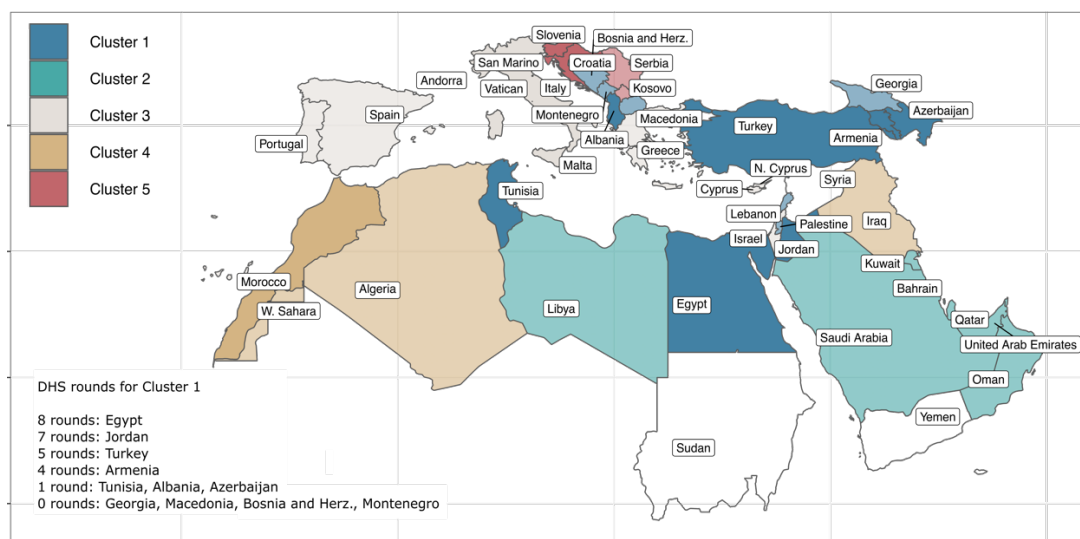 Cluster 1
Cluster 2
Cluster 3
Cluster 4
Cluster 5
Slovenia
Bosnia and Herz.
San Marino
Croatia
Serbia
Andorra
Vatican
Italy
Kosovo
Georgia
Spain
Montenegro
Macedonia
Azerbaijan
Turkey
Portugal
Albania
Armenia
Greece
Malta
N. Cyprus
Tunisia
Cyprus
Syria
Lebanon
Palestine
Iraq
Israel
Jordan
Kuwait
Morocco
Algeria
Bahrain
W. Sahara
Libya
Egypt
Qatar
Saudi Arabia
United Arab Emirates
Oman
Yemen
Sudan
DHS rounds for Cluster 1
8 rounds: Egypt
7 rounds: Jordan
5 rounds: Turkey
4 rounds: Armenia
1 round: Tunisia, Albania, Azerbaijan
0 rounds: Georgia, Macedonia, Bosnia and Herz., Montenegro